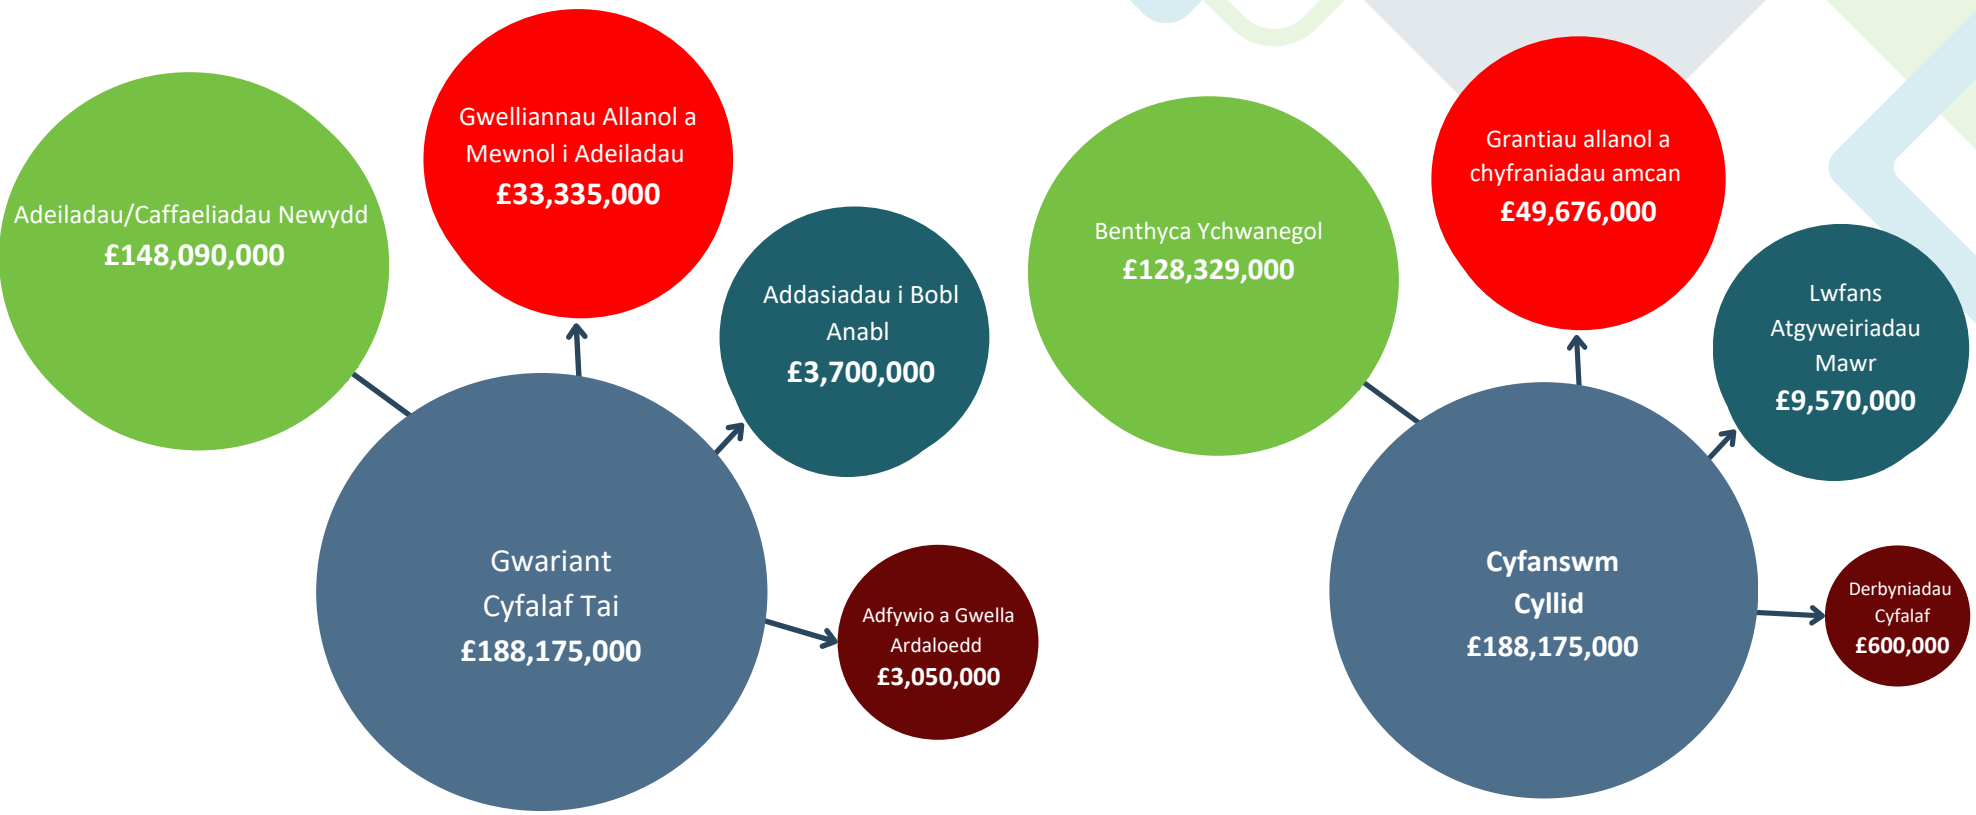 Adeiladau/Caffaeliadau Newydd
£148,090,000
Gwelliannau Allanol a
Mewnol i Adeiladau
£33,335,000
Addasiadau i Bobl
Anabl
£3,700,000
Gwariant
Cyfalaf Tai
£188,175,000
Adfywio a Gwella
Ardaloedd
£3,050,000
Benthyca Ychwanegol
£128,329,000
Grantiau allanol a
chyfraniadau amcan
£49,676,000
Lwfans
Atgyweiriadau
Mawr
£9,570,000
Cyfanswm
Cyllid
£188,175,000
Derbyniadau
Cyfalaf
£600,000